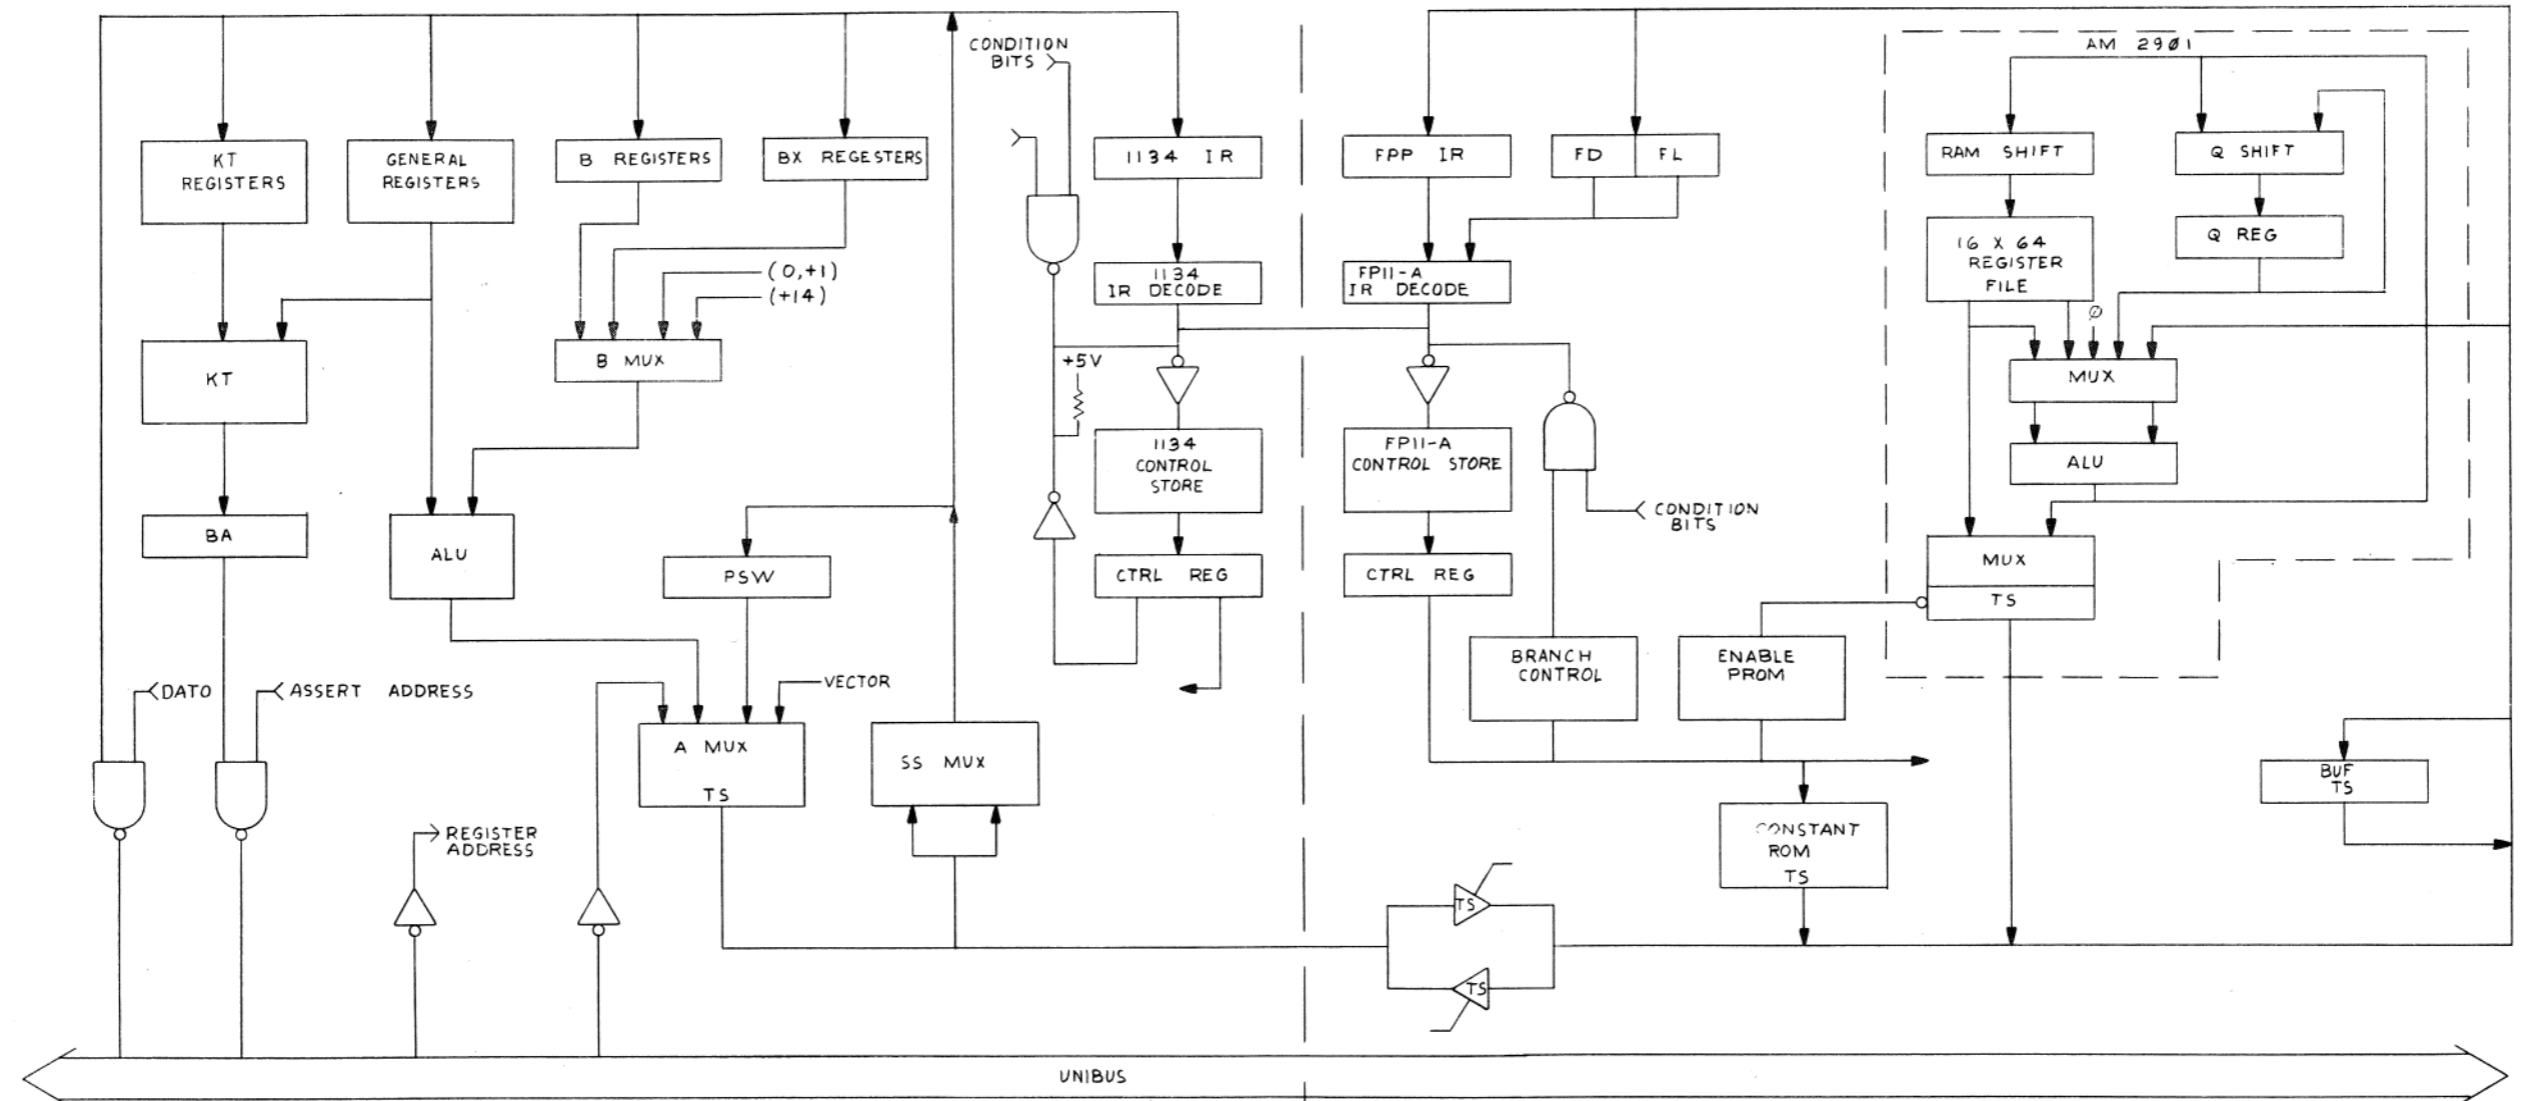 CONDITION
BITS
AM 2901
KT
REGISTERS
GENERAL
REGISTERS
B REGISTERS
BX REGESTERS
1134 IR
FPP IR
FD
FL
RAM SHIFT
Q SHIFT
16 X 64
REGISTER
FILE
Q REG
(0,+1)
(+14)
1134
IR DECODE
FP11-A
IR DECODE
Ø
KT
B MUX
+5V
MUX
1134
CONTROL
STORE
FP11-A
CONTROL STORE
ALU
CONDITION
BITS
BA
ALU
PSW
CTRL REG
CTRL REG
MUX
TS
BRANCH
CONTROL
ENABLE
PROM
DATO
ASSERT ADDRESS
VECTOR
A MUX
TS
SS MUX
BUF
TS
REGISTER
ADDRESS
CONSTANT
ROM
TS
TS
TS
UNIBUS